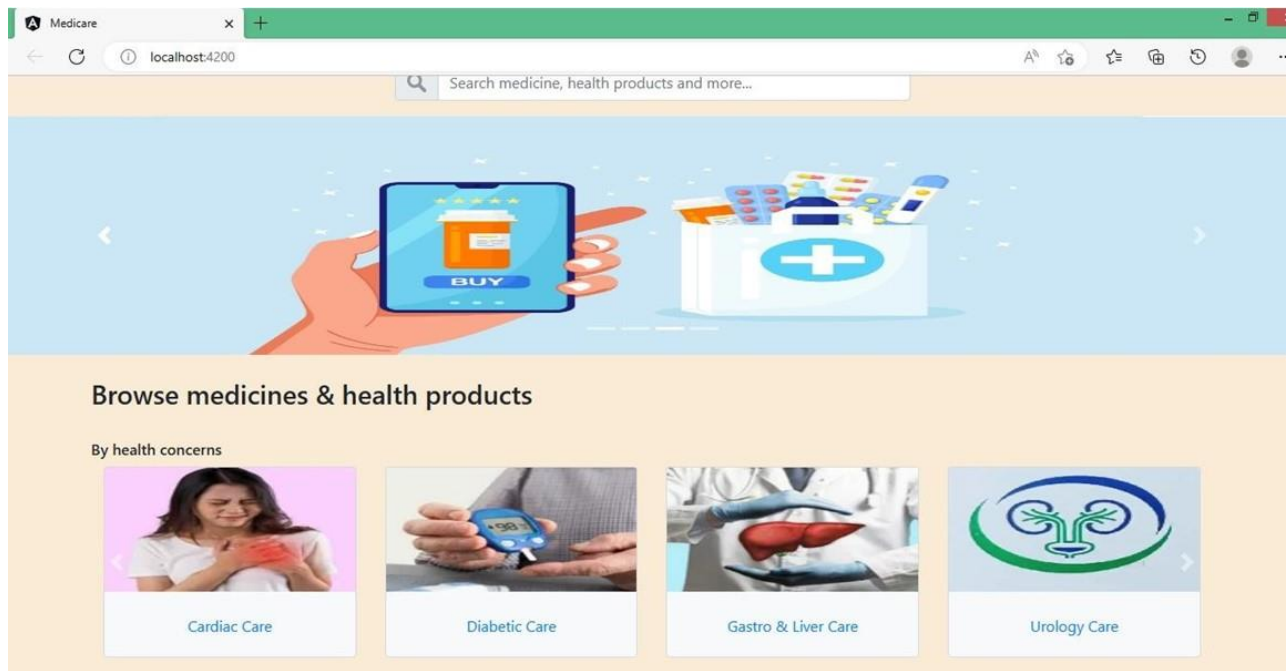 Medicare
localhost:4200
Search medicine, health products and more...
BUY
Browse medicines & health products
By health concerns
98
Cardiac Care
Diabetic Care
Gastro & Liver Care
Urology Care